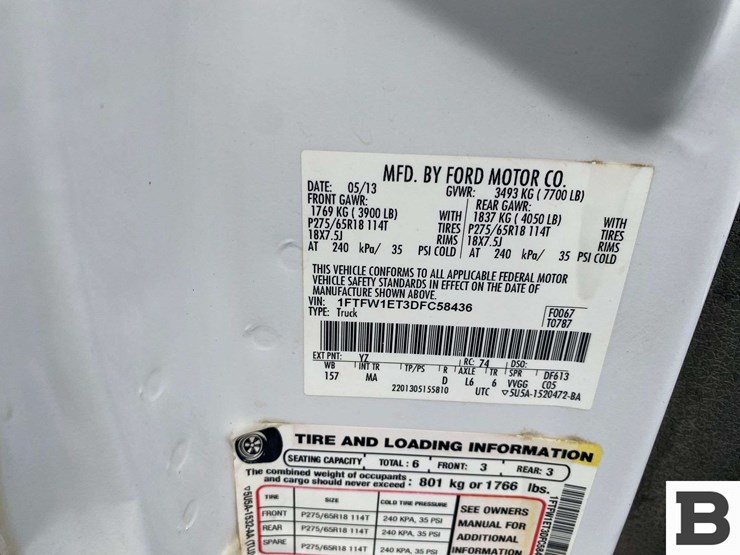 MFD. BY FORD MOTOR CO.
DATE: 05/13 GVWR: 3493 KG (7700 LB)
FRONT GAWR: REAR GAWR:
1769 KG (3900 LB) WITH 1837 KG (4050 LB) WITH
P275/65R18 114T TIRES P275/65R18 114T TIRES
18X7.5J RIMS 18X7.5J RIMS
AT 240 kPa/ 35 PSI COLD AT 240 kPa/ 35 PSI COLD
THIS VEHICLE CONFORMS TO ALL APPLICABLE FEDERAL MOTOR
VEHICLE SAFETY STANDARDS IN EFFECT ON THE DATE OF
MANUFACTURE SHOWN ABOVE.
VIN: 1FTFW1ET3DFC58436 F0067
TYPE: Truck T0787
EXT PNT: YZ RC: 74 DSO:
WB INT TR TP/PS R AXLE TR SPR DF613
157 MA D L6 6 VVGG C05
2201305155810 UTC ▽5U5A-1520472-BA
TIRE AND LOADING INFORMATION
SEATING CAPACITY TOTAL: 6 FRONT: 3 REAR: 3
The combined weight of occupants
and cargo should never exceed : 801 kg or 1766 lbs.
TIRE SIZE COLD TIRE PRESSURE SEE OWNERS
FRONT P275/65R18 114T 240 KPA, 35 PSI MANUAL FOR
REAR P275/65R18 114T 240 KPA, 35 PSI ADDITIONAL
SPARE P275/65R18 114T 240 KPA, 35 PSI INFORMATION
B